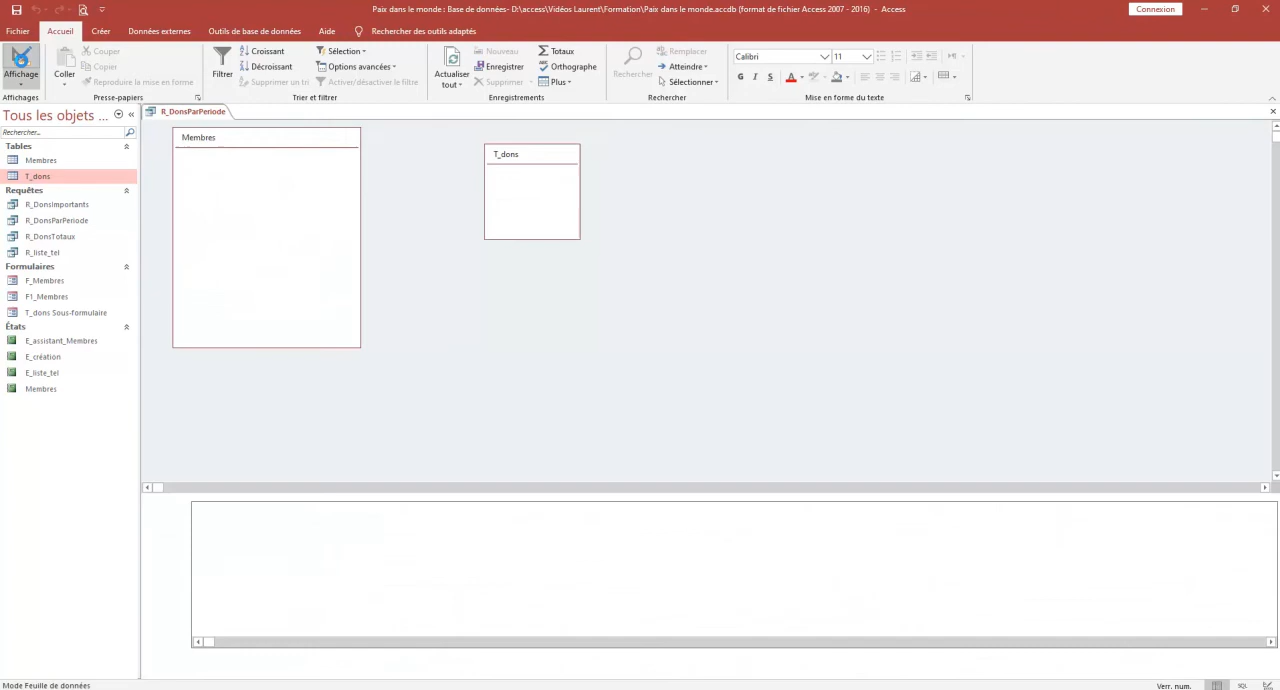 Paix dans le monde : Base de données- D:\access\Vidéos Laurent\Formation\Paix dans le monde.accdb (format de fichier Access 2007 - 2016) - Access
Connexion
Fichier Accueil Créer Données externes Outils de base de données Aide Rechercher des outils adaptés
Affichage
Affichages
Coller
Couper
Copier
Reproduire la mise en forme
Presse-papiers
Filtrer
Croissant
Décroissant
Supprimer un tri
Sélection
Options avancées
Activer/désactiver le filtre
Trier et filtrer
Actualiser
tout
Nouveau
Enregistrer
Supprimer
Totaux
Orthographe
Plus
Enregistrements
Rechercher
Remplacer
Atteindre
Sélectionner
Rechercher
Calibri
11
G I S
Mise en forme du texte
Tous les objets ...
Rechercher...
Tables
Membres
T_dons
Requêtes
R_DonsImportants
R_DonsParPeriode
R_DonsTotaux
R_liste_tel
Formulaires
F_Membres
F1_Membres
T_dons Sous-formulaire
États
E_assistant_Membres
E_création
E_liste_tel
Membres
R_DonsParPeriode
Membres
T_dons
Mode Feuille de données
Verr. num.
SQL